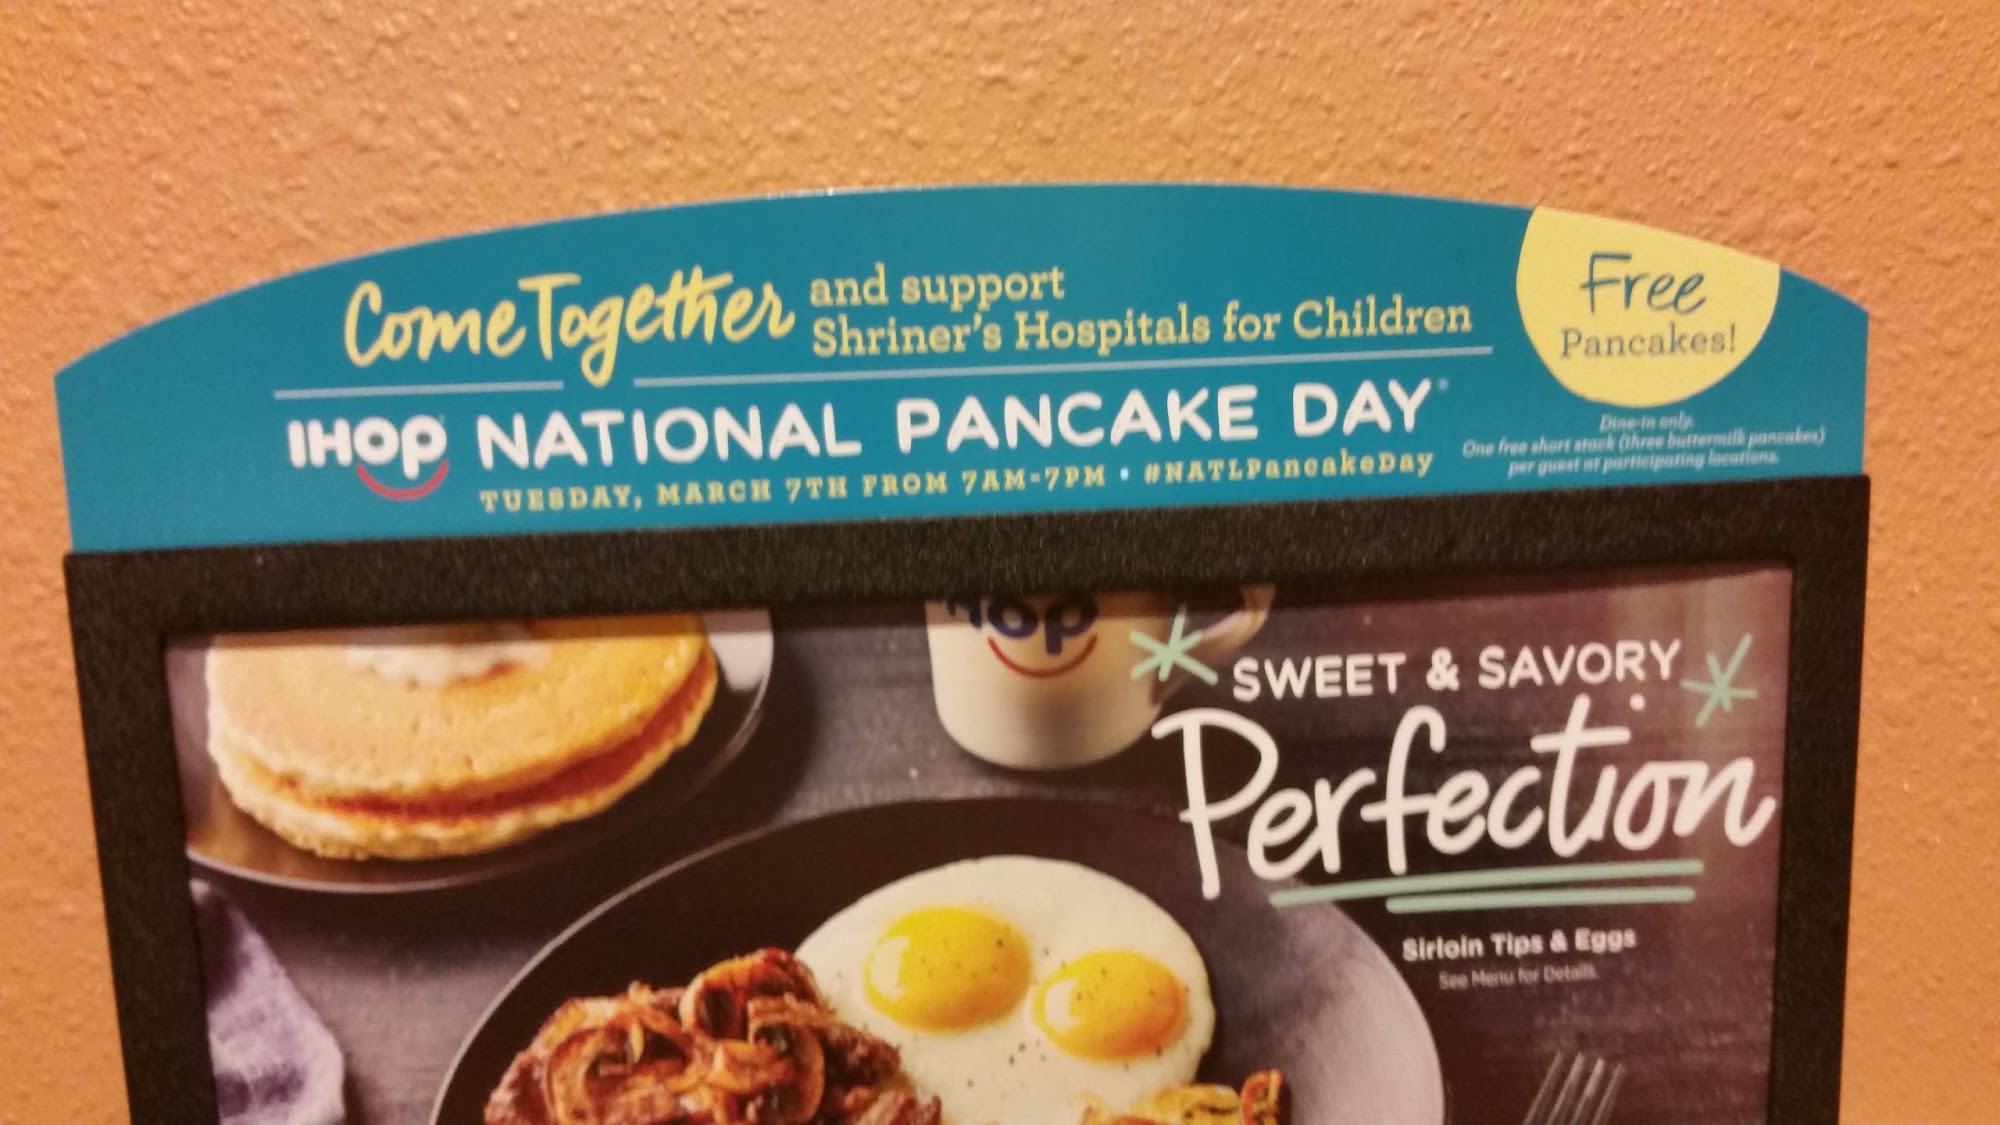 Come Together and support
Shriner's Hospitals for Children
Free
Pancakes!
IHOP NATIONAL PANCAKE DAY
TUESDAY, MARCH 7TH FROM 7AM-7PM • #NATLPancakeDay
Dine-in only.
One free short stack (three buttermilk pancakes)
per guest at participating locations.
IHOP
SWEET & SAVORY
Perfection
Sirloin Tips & Eggs
See Menu for Details.